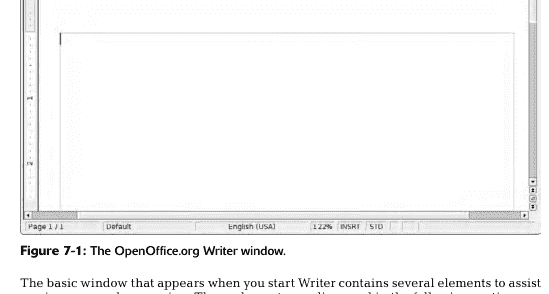 Page 1 / 1 Default English (USA) 122% INSRT STD
Figure 7-1: The OpenOffice.org Writer window.
The basic window that appears when you start Writer contains several elements to assist